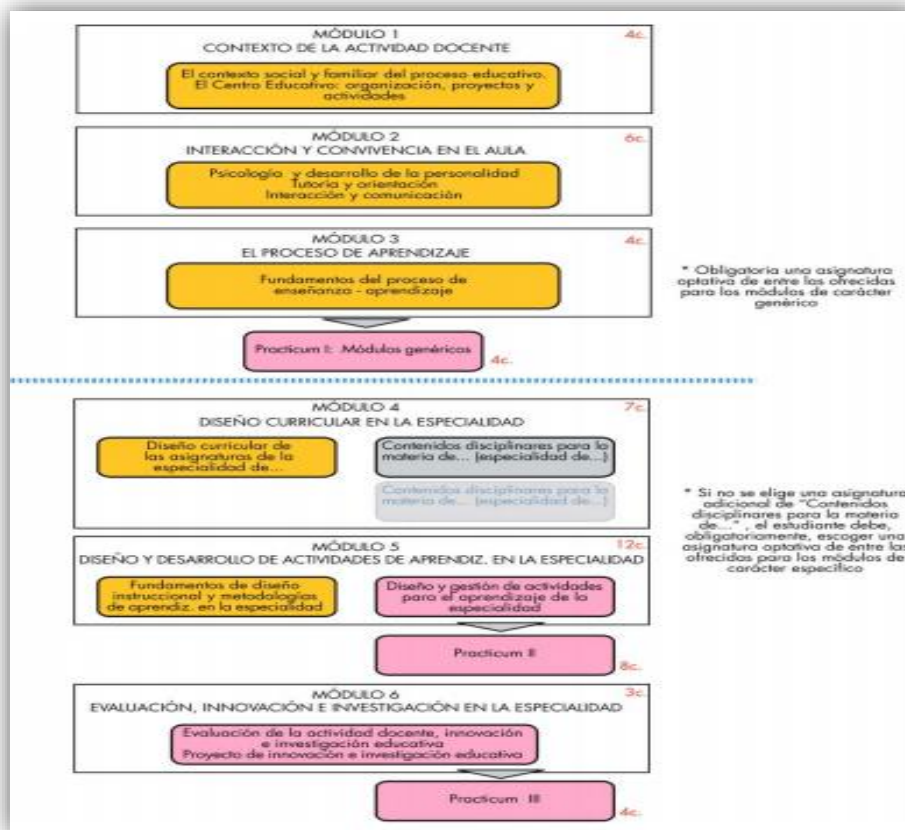 MÓDULO 1
4c.
CONTEXTO DE LA ACTIVIDAD DOCENTE
El contexto social y familiar del proceso educativo.
El Centro Educativo: organización, proyectos y
actividades
MÓDULO 2
6c.
INTERACCIÓN Y CONVIVENCIA EN EL AULA
Psicología y desarrollo de la personalidad
Tutoría y orientación
Interacción y comunicación
MÓDULO 3
4c.
EL PROCESO DE APRENDIZAJE
Fundamentos del proceso de
enseñanza - aprendizaje
* Obligatoria una asignatura
optativa de entre las ofrecidas
para los módulos de carácter
genérico
Practicum I: Módulos genéricos
4c.
MÓDULO 4
7c.
DISEÑO CURRICULAR EN LA ESPECIALIDAD
Diseño curricular de
las asignaturas de la
especialidad de...
Contenidos disciplinares para la
materia de... (especialidad de...)
Contenidos disciplinares para la
materia de... (especialidad de...)
* Si no se elige una asignatura
adicional de "Contenidos
disciplinares para la materia
de..." , el estudiante debe,
obligatoriamente, escoger una
asignatura optativa de entre las
ofrecidas para los módulos de
carácter específico
MÓDULO 5
12c.
DISEÑO Y DESARROLLO DE ACTIVIDADES DE APRENDIZ. EN LA ESPECIALIDAD
Fundamentos de diseño
instruccional y metodologías
de aprendiz. en la especialidad
Diseño y gestión de actividades
para el aprendizaje de la
especialidad
Practicum II
8c.
MÓDULO 6
3c.
EVALUACIÓN, INNOVACIÓN E INVESTIGACIÓN EN LA ESPECIALIDAD
Evaluación de la actividad docente, innovación
e investigación educativa
Proyecto de innovación e investigación educativa
Practicum III
4c.